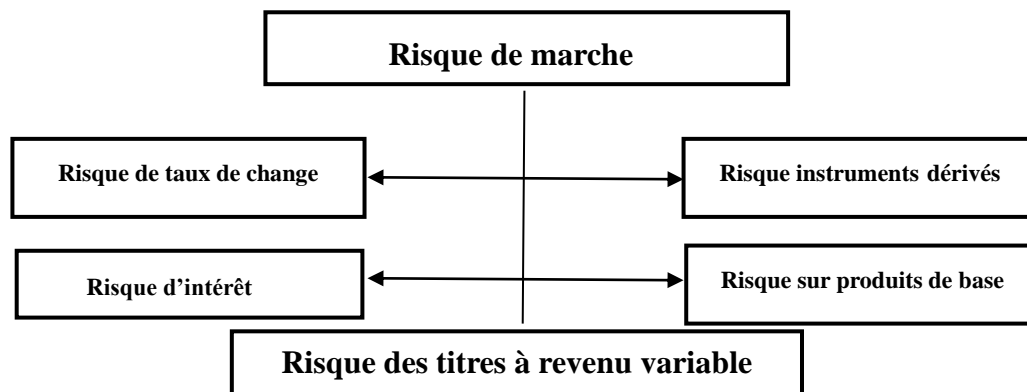 Risque de marche
Risque de taux de change
Risque instruments dérivés
Risque d’intérêt
Risque sur produits de base
Risque des titres à revenu variable